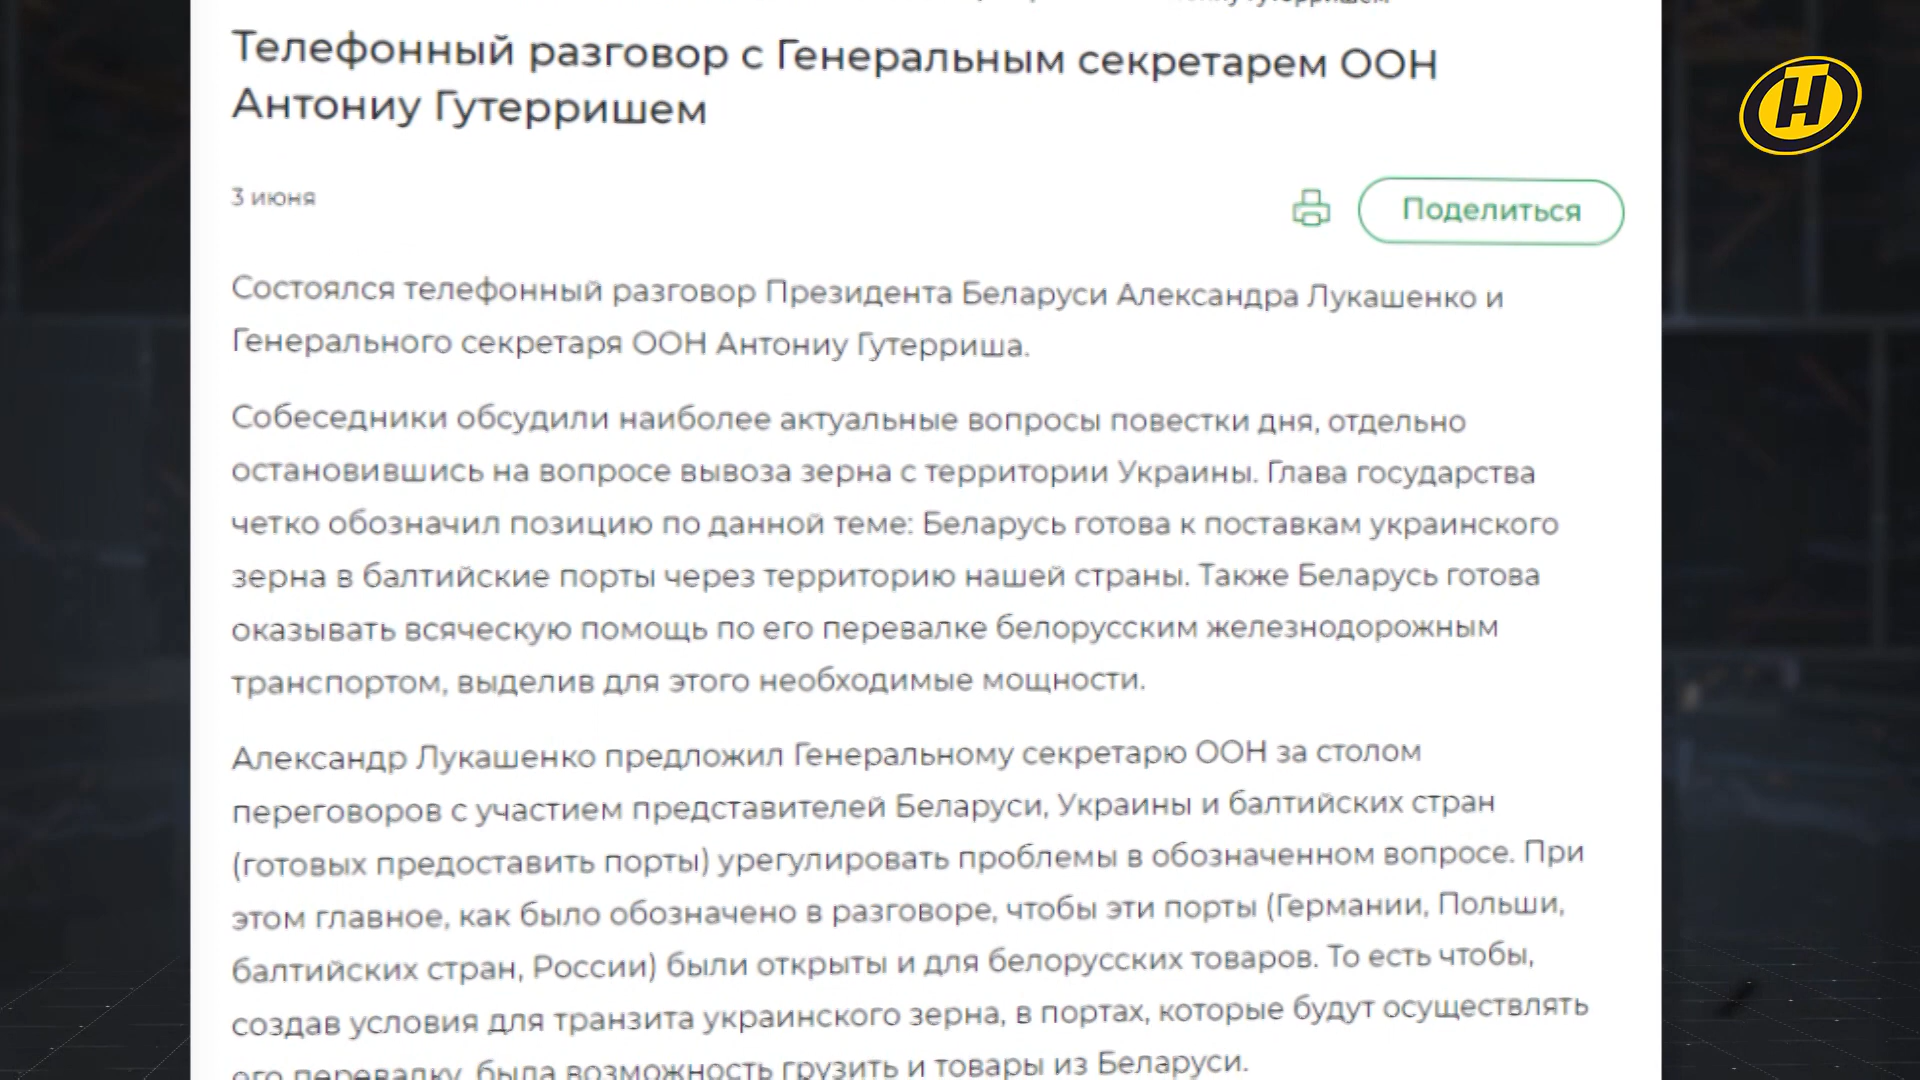 Телефонный разговор с Генеральным секретарем ООН
Антониу Гутерришем
3 июня
Поделиться
Состоялся телефонный разговор Президента Беларуси Александра Лукашенко и
Генерального секретаря ООН Антониу Гутерриша.
Собеседники обсудили наиболее актуальные вопросы повестки дня, отдельно
остановившись на вопросе вывоза зерна с территории Украины. Глава государства
четко обозначил позицию по данной теме: Беларусь готова к поставкам украинского
зерна в балтийские порты через территорию нашей страны. Также Беларусь готова
оказывать всяческую помощь по его перевалке белорусским железнодорожным
транспортом, выделив для этого необходимые мощности.
Александр Лукашенко предложил Генеральному секретарю ООН за столом
переговоров с участием представителей Беларуси, Украины и балтийских стран
(готовых предоставить порты) урегулировать проблемы в обозначенном вопросе. При
этом главное, как было обозначено в разговоре, чтобы эти порты (Германии, Польши,
балтийских стран, России) были открыты и для белорусских товаров. То есть чтобы,
создав условия для транзита украинского зерна, в портах, которые будут осуществлять
его перевалку, была возможность грузить и товары из Беларуси.